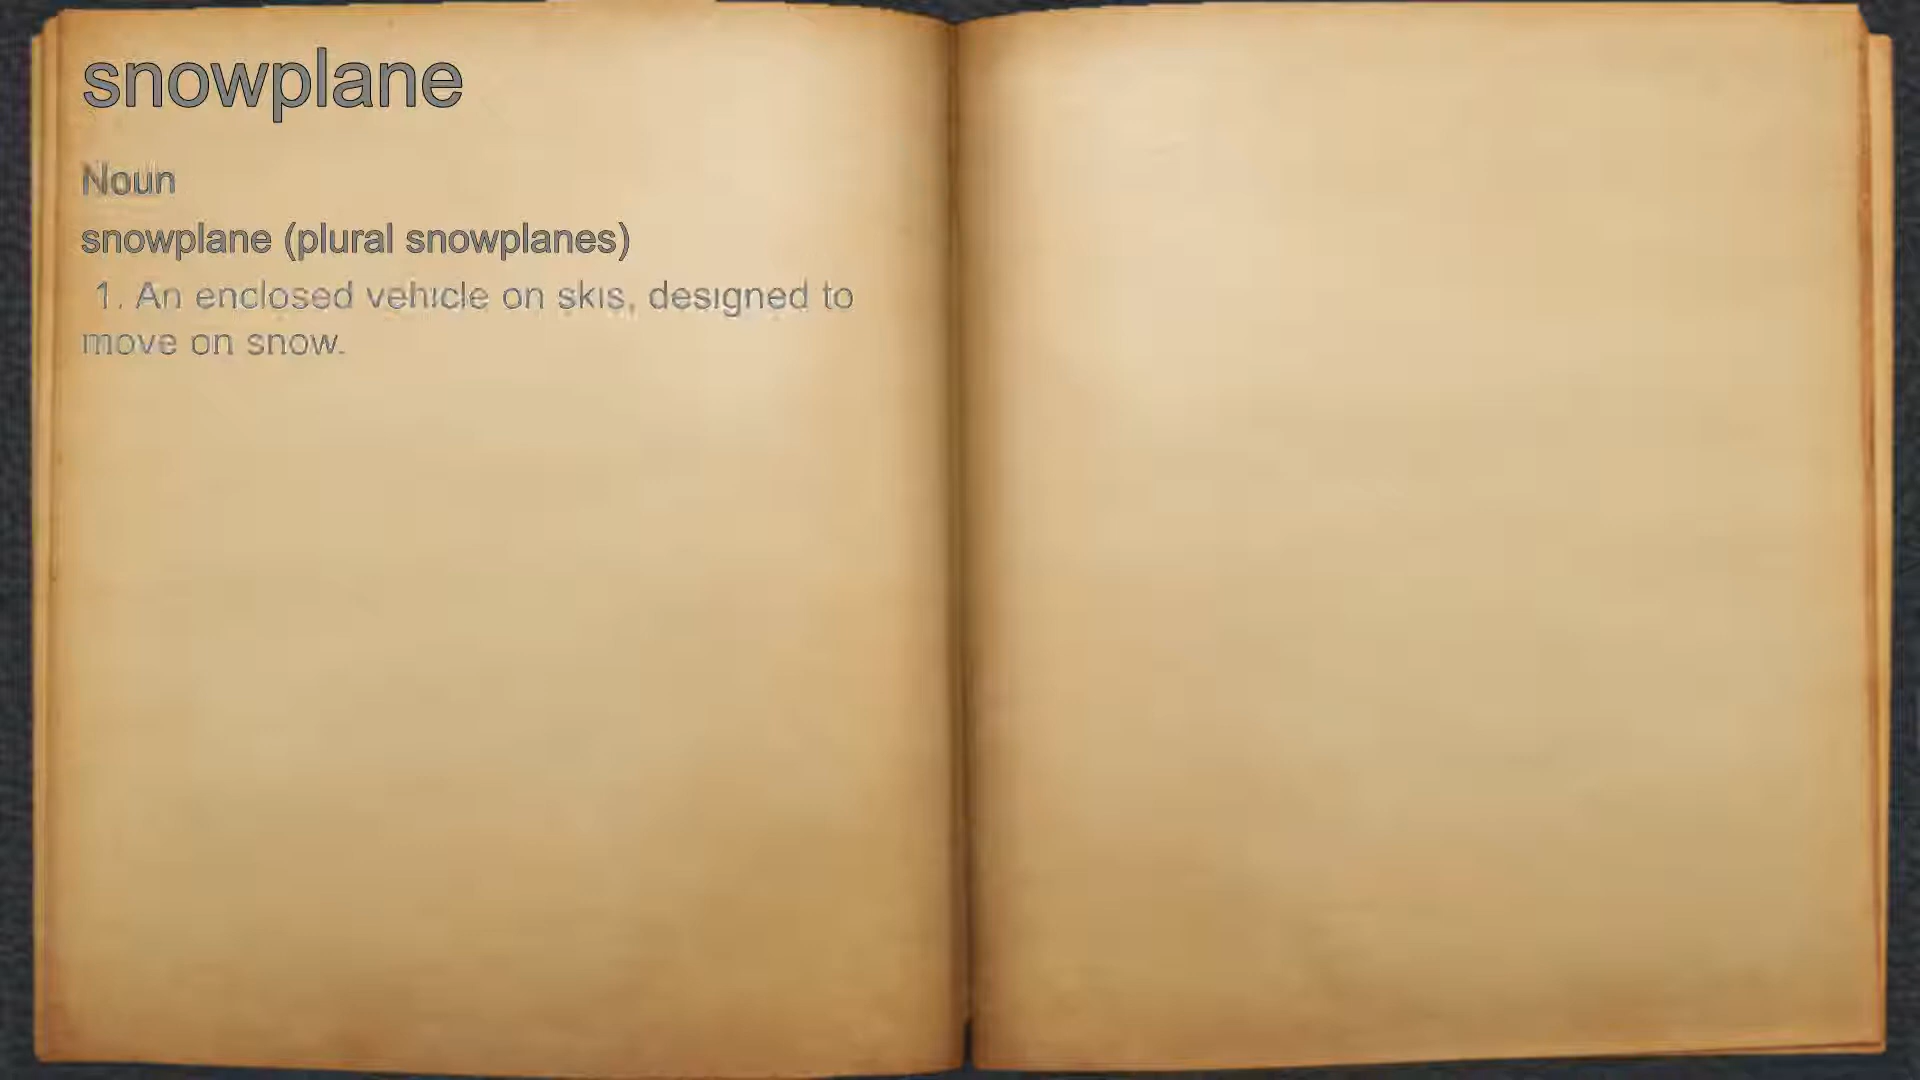 snowplane
Noun
snowplane (plural snowplanes)
1. An enclosed vehicle on skis, designed to
move on snow.